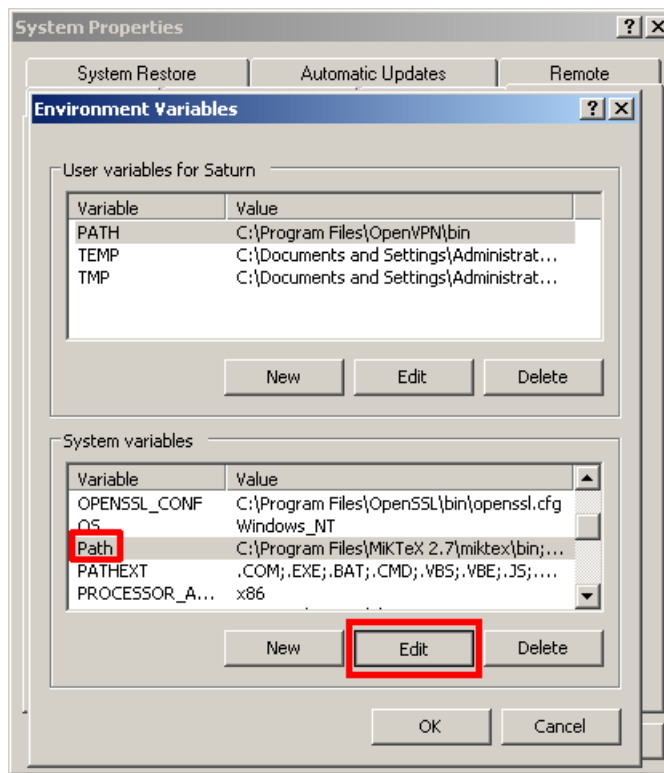 System Properties
System Restore Automatic Updates Remote
Environment Variables
User variables for Saturn
Variable Value
PATH C:\Program Files\OpenVPN\bin
TEMP C:\Documents and Settings\Administrat...
TMP C:\Documents and Settings\Administrat...
New Edit Delete
System variables
Variable Value
OPENSSL_CONF C:\Program Files\OpenSSL\bin\openssl.cfg
OS Windows_NT
Path C:\Program Files\MiKTeX 2.7\miktex\bin;...
PATHEXT .COM;.EXE;.BAT;.CMD;.VBS;.VBE;.JS;....
PROCESSOR_A... x86
New Edit Delete
OK Cancel